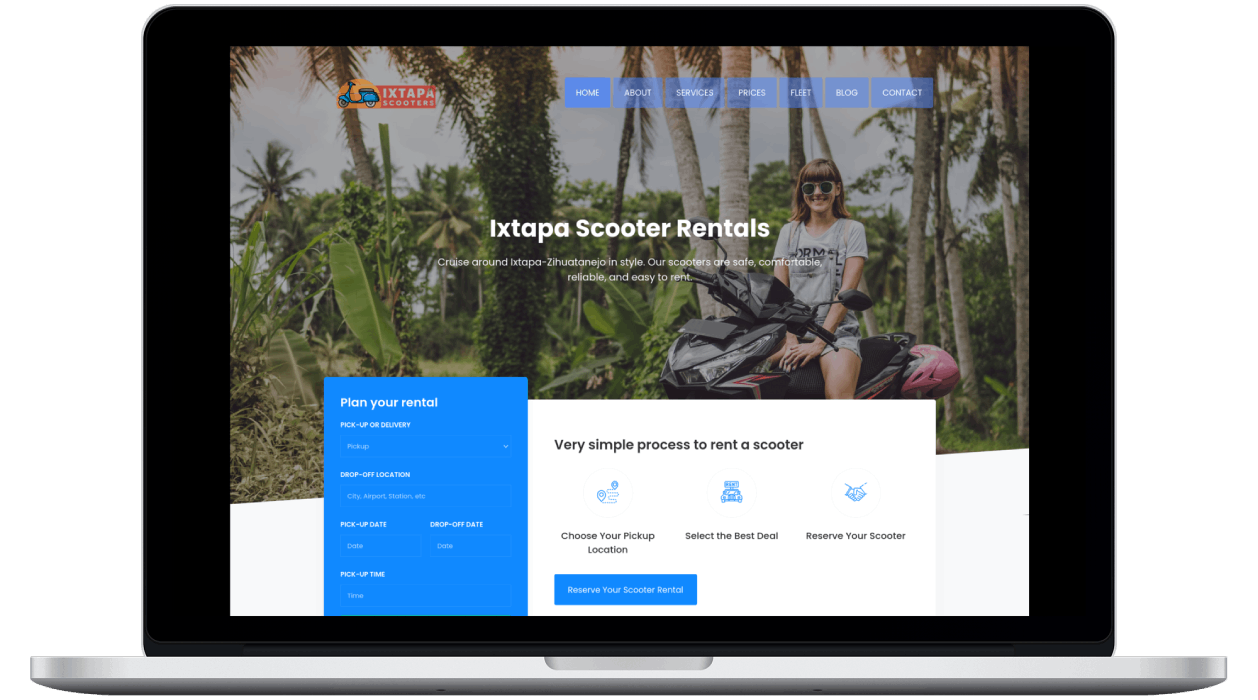 IXTAPA
SCOOTERS
HOME ABOUT SERVICES PRICES FLEET BLOG CONTACT
Ixtapa Scooter Rentals
Cruise around Ixtapa-Zihuatanejo in style. Our scooters are safe, comfortable,
reliable, and easy to rent.
Plan your rental
PICK-UP OR DELIVERY
Pickup
DROP-OFF LOCATION
City, Airport, Station, etc
PICK-UP DATE DROP-OFF DATE
Date Date
PICK-UP TIME
Time
Very simple process to rent a scooter
RENT
Choose Your Pickup
Location
Select the Best Deal
Reserve Your Scooter
Reserve Your Scooter Rental